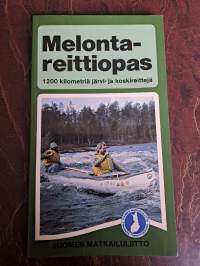 Melonta-
reittiopas
1200 kilometriä järvi- ja koskireittejä
SUOMEN MATKAILULIITTO